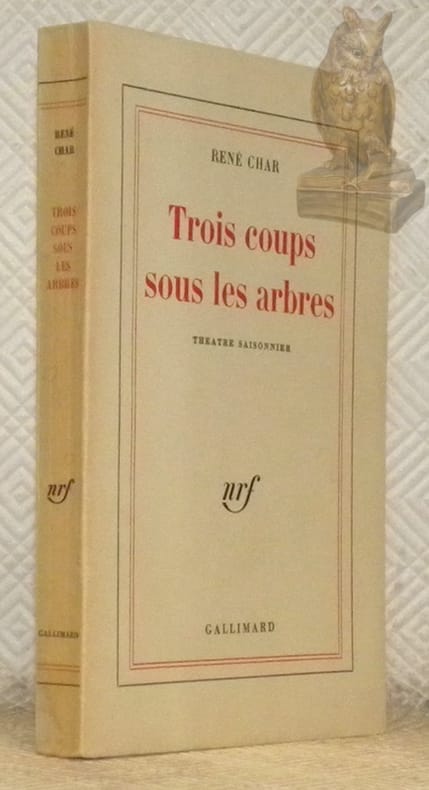 RENÉ
CHAR
TROIS
COUPS
SOUS
LES
ARBRES
nrf
GALLIMARD
RENÉ CHAR
Trois coups
sous les arbres
THEATRE SAISONNIER
nrf
GALLIMARD